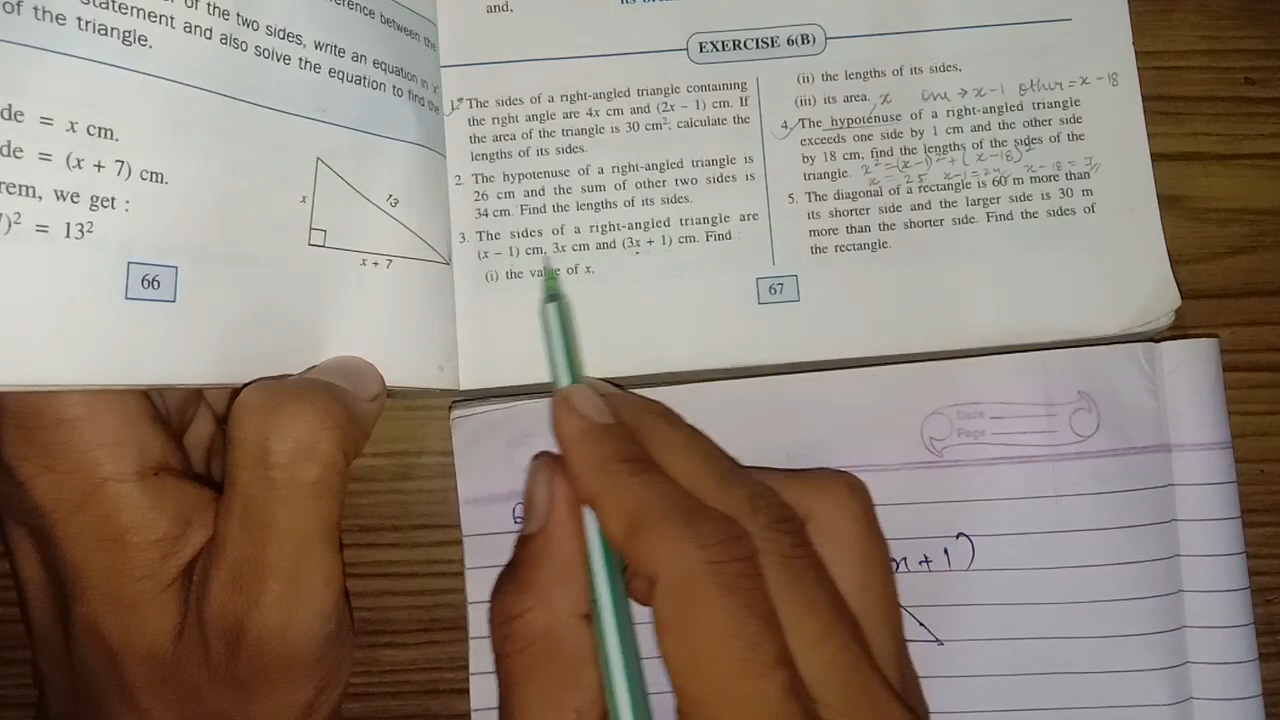 erence between the
of the two sides, write an equation in x
tatement and also solve the equation to find the
of the triangle.
de = x cm.
de = (x + 7) cm.
rem, we get :
)² = 13²
x
13
x + 7
66
and,
EXERCISE 6(B)
1. The sides of a right-angled triangle containing
the right angle are 4x cm and (2x − 1) cm. If
the area of the triangle is 30 cm²; calculate the
lengths of its sides.
2. The hypotenuse of a right-angled triangle is
26 cm and the sum of other two sides is
34 cm. Find the lengths of its sides.
3. The sides of a right-angled triangle are
(x − 1) cm, 3x cm and (3x + 1) cm. Find :
(i) the value of x,
(ii) the lengths of its sides,
(iii) its area.
x one → x − 1 other = x − 18
4. The hypotenuse of a right-angled triangle
exceeds one side by 1 cm and the other side
by 18 cm; find the lengths of the sides of the
triangle. x² = (x − 1)² + (x − 18)²
x = 25, x − 1 = 24, x − 18 = 7
5. The diagonal of a rectangle is 60 m more than
its shorter side and the larger side is 30 m
more than the shorter side. Find the sides of
the rectangle.
67
Date
Page
x + 1)